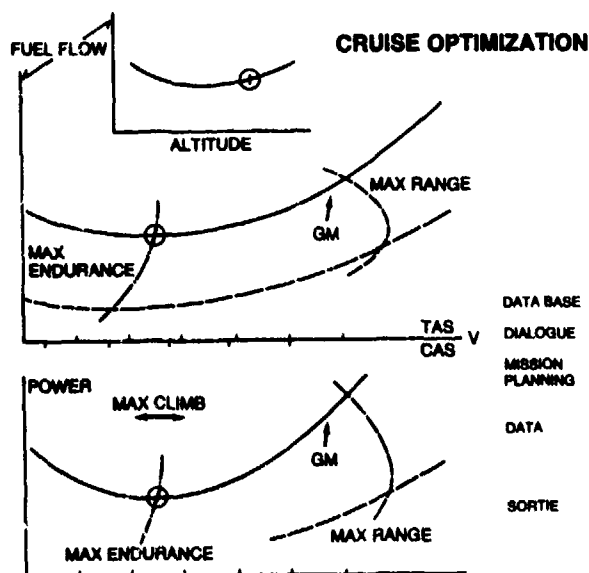 CRUISE OPTIMIZATION
FUEL FLOW
ALTITUDE
MAX RANGE
GM
MAX
ENDURANCE
TAS
CAS
V
DATA BASE
DIALOGUE
MISSION
PLANNING
DATA
SORTIE
POWER
MAX CLIMB
GM
MAX RANGE
MAX ENDURANCE